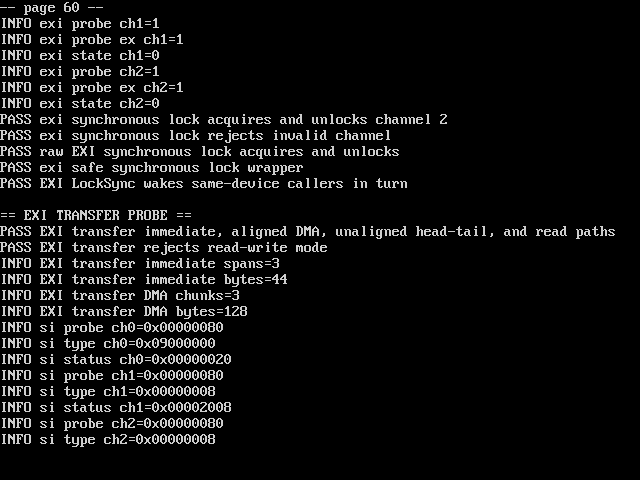 -- page 60 --
INFO exi probe ch1=1
INFO exi probe ex ch1=1
INFO exi state ch1=0
INFO exi probe ch2=1
INFO exi probe ex ch2=1
INFO exi state ch2=0
PASS exi synchronous lock acquires and unlocks channel 2
PASS exi synchronous lock rejects invalid channel
PASS raw EXI synchronous lock acquires and unlocks
PASS exi safe synchronous lock wrapper
PASS EXI LockSync wakes same-device callers in turn
== EXI TRANSFER PROBE ==
PASS EXI transfer immediate, aligned DMA, unaligned head-tail, and read paths
PASS EXI transfer rejects read-write mode
INFO EXI transfer immediate spans=3
INFO EXI transfer immediate bytes=44
INFO EXI transfer DMA chunks=3
INFO EXI transfer DMA bytes=128
INFO si probe ch0=0x00000080
INFO si type ch0=0x09000000
INFO si status ch0=0x00000020
INFO si probe ch1=0x00000080
INFO si type ch1=0x00000008
INFO si status ch1=0x00002008
INFO si probe ch2=0x00000080
INFO si type ch2=0x00000008